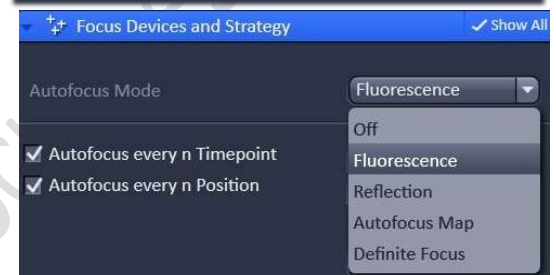 Focus Devices and Strategy
Show All
Autofocus Mode
Fluorescence
Off
Fluorescence
Autofocus every n Timepoint
Autofocus every n Position
Reflection
Autofocus Map
Definite Focus